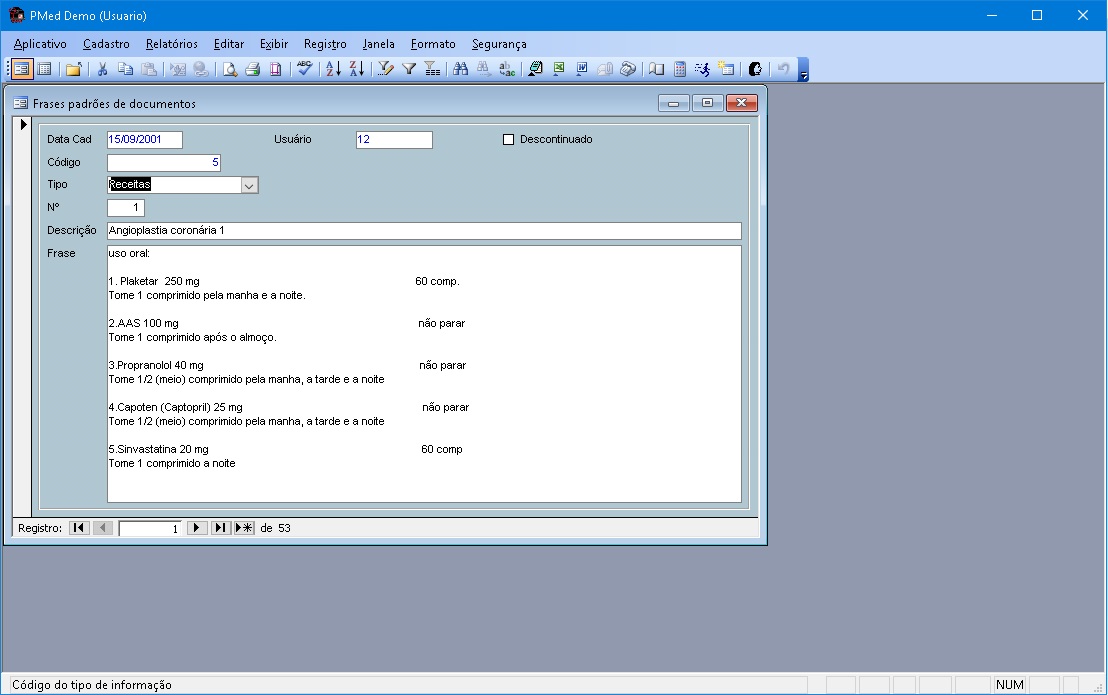 PMed Demo (Usuario)
Aplicativo Cadastro Relatórios Editar Exibir Registro Janela Formato Segurança
Frases padrões de documentos
Data Cad 15/09/2001 Usuário 12 Descontinuado
Código 5
Tipo Receitas
Nº 1
Descrição Angioplastia coronária 1
Frase uso oral:
1. Plaketar 250 mg 60 comp.
Tome 1 comprimido pela manha e a noite.
2.AAS 100 mg não parar
Tome 1 comprimido após o almoço.
3.Propranolol 40 mg não parar
Tome 1/2 (meio) comprimido pela manha, a tarde e a noite
4.Capoten (Captopril) 25 mg não parar
Tome 1/2 (meio) comprimido pela manha, a tarde e a noite
5.Sinvastatina 20 mg 60 comp
Tome 1 comprimido a noite
Registro: 1 de 53
Código do tipo de informação NUM